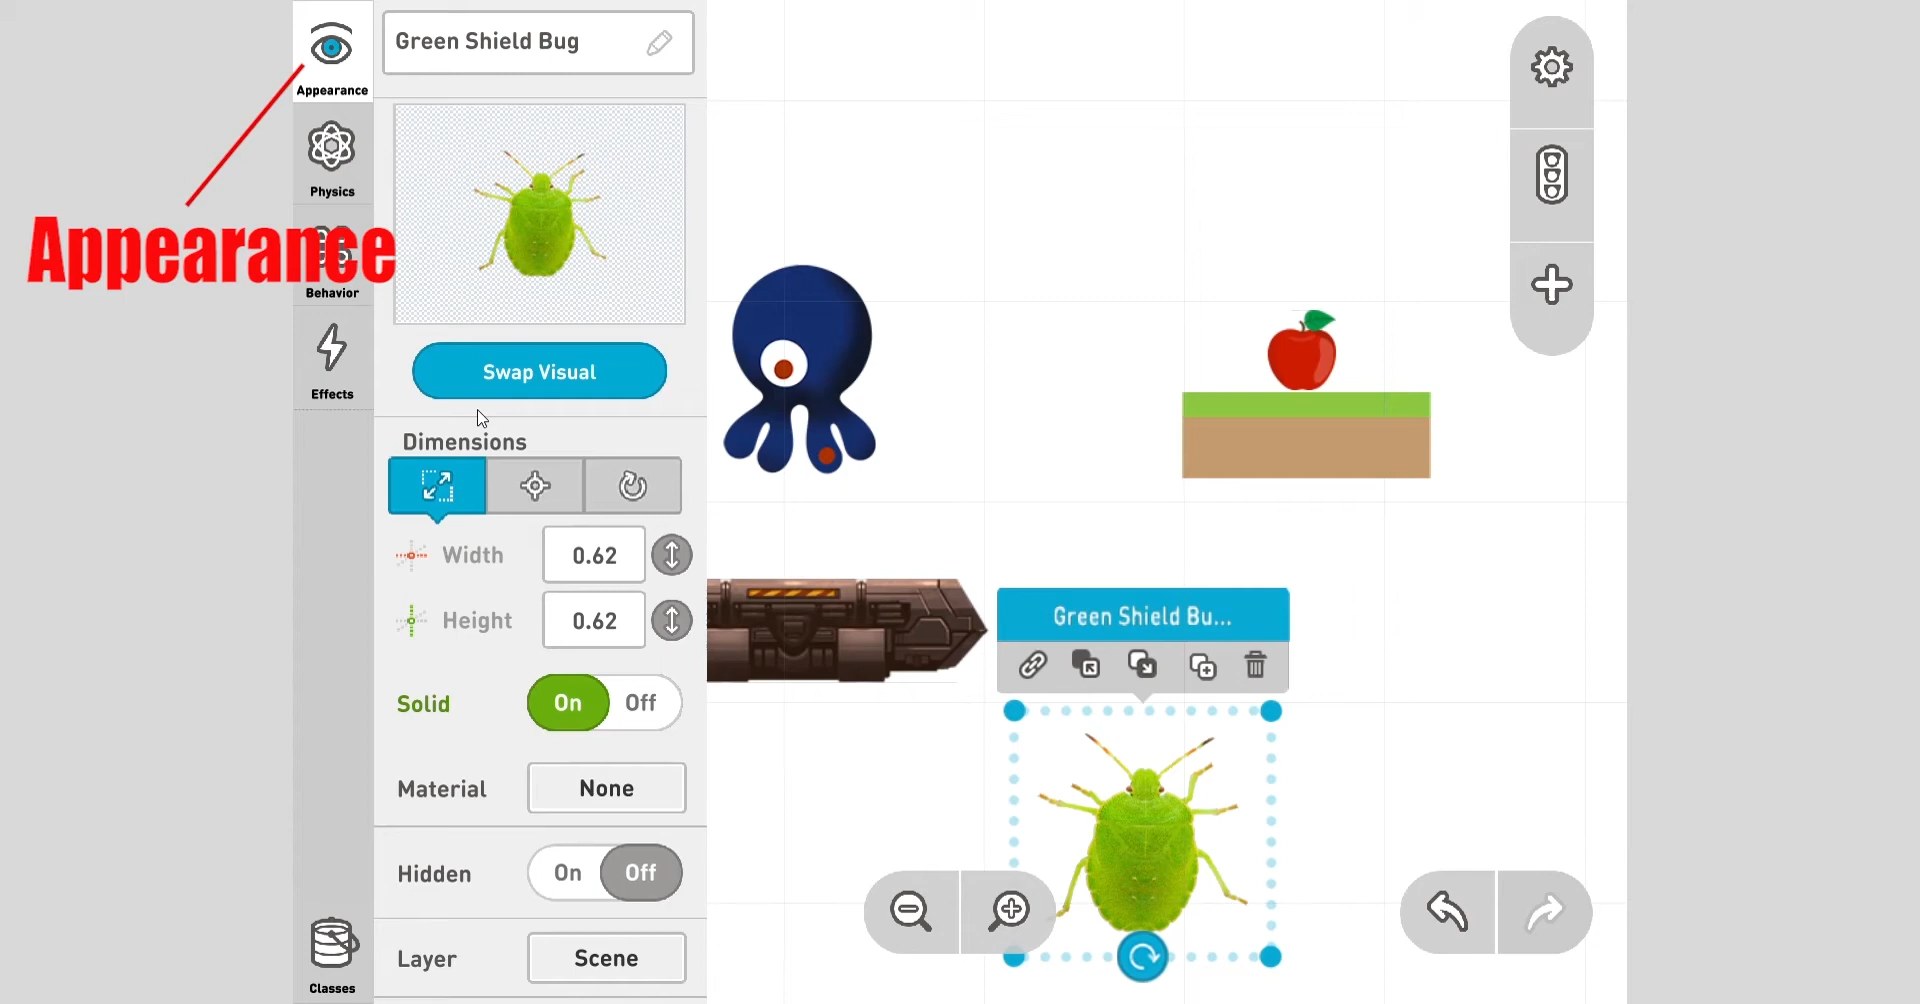 Appearance
Physics
Appearance
Behavior
Effects
Classes
Green Shield Bug
Swap Visual
Dimensions
Width 0.62
Height 0.62
Solid On Off
Material None
Hidden On Off
Layer Scene
Green Shield Bu...